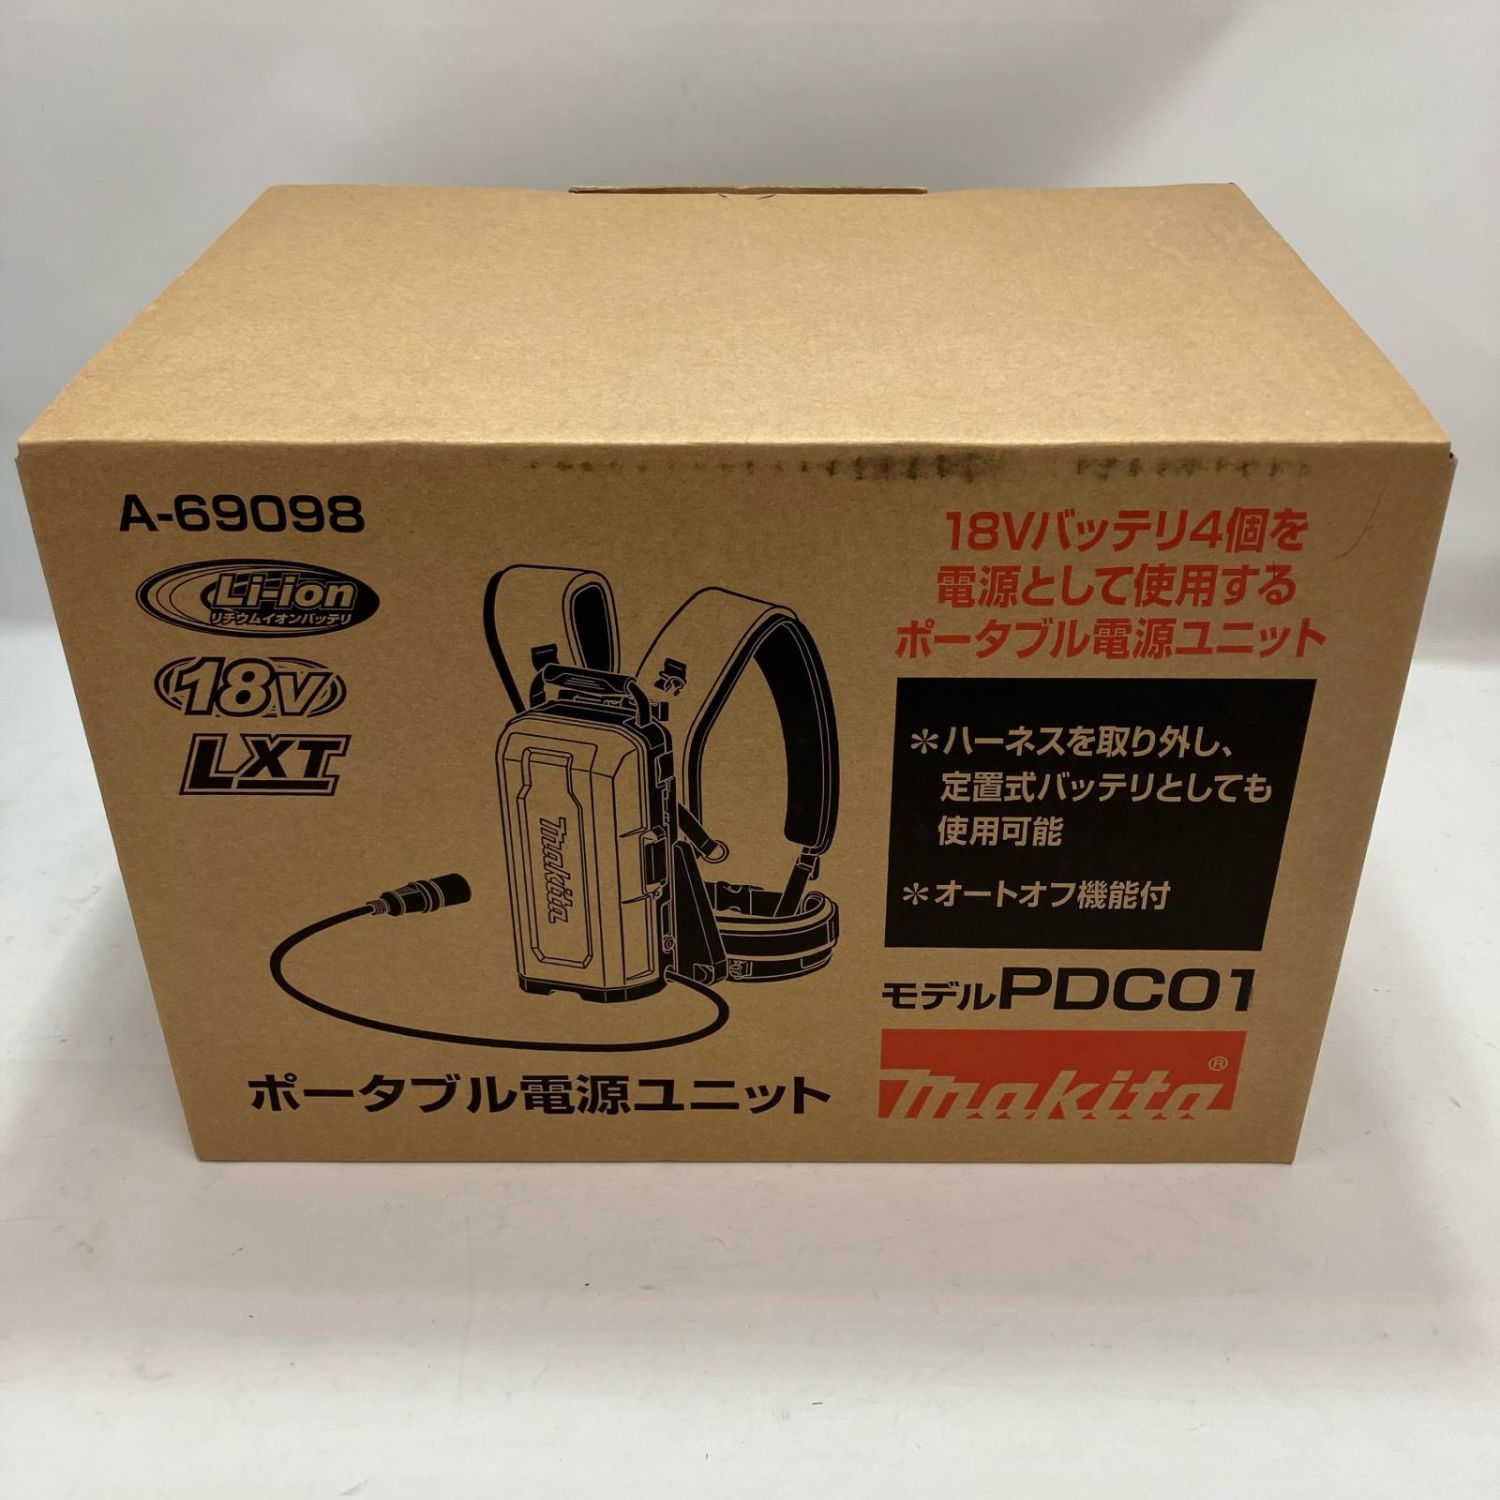 A-69098
Li-ion
リチウムイオンバッテリ
18V
LXT
makita
18Vバッテリ4個を
電源として使用する
ポータブル電源ユニット
＊ハーネスを取り外し、
定置式バッテリとしても
使用可能
＊オートオフ機能付
モデルPDC01
ポータブル電源ユニット
makita®